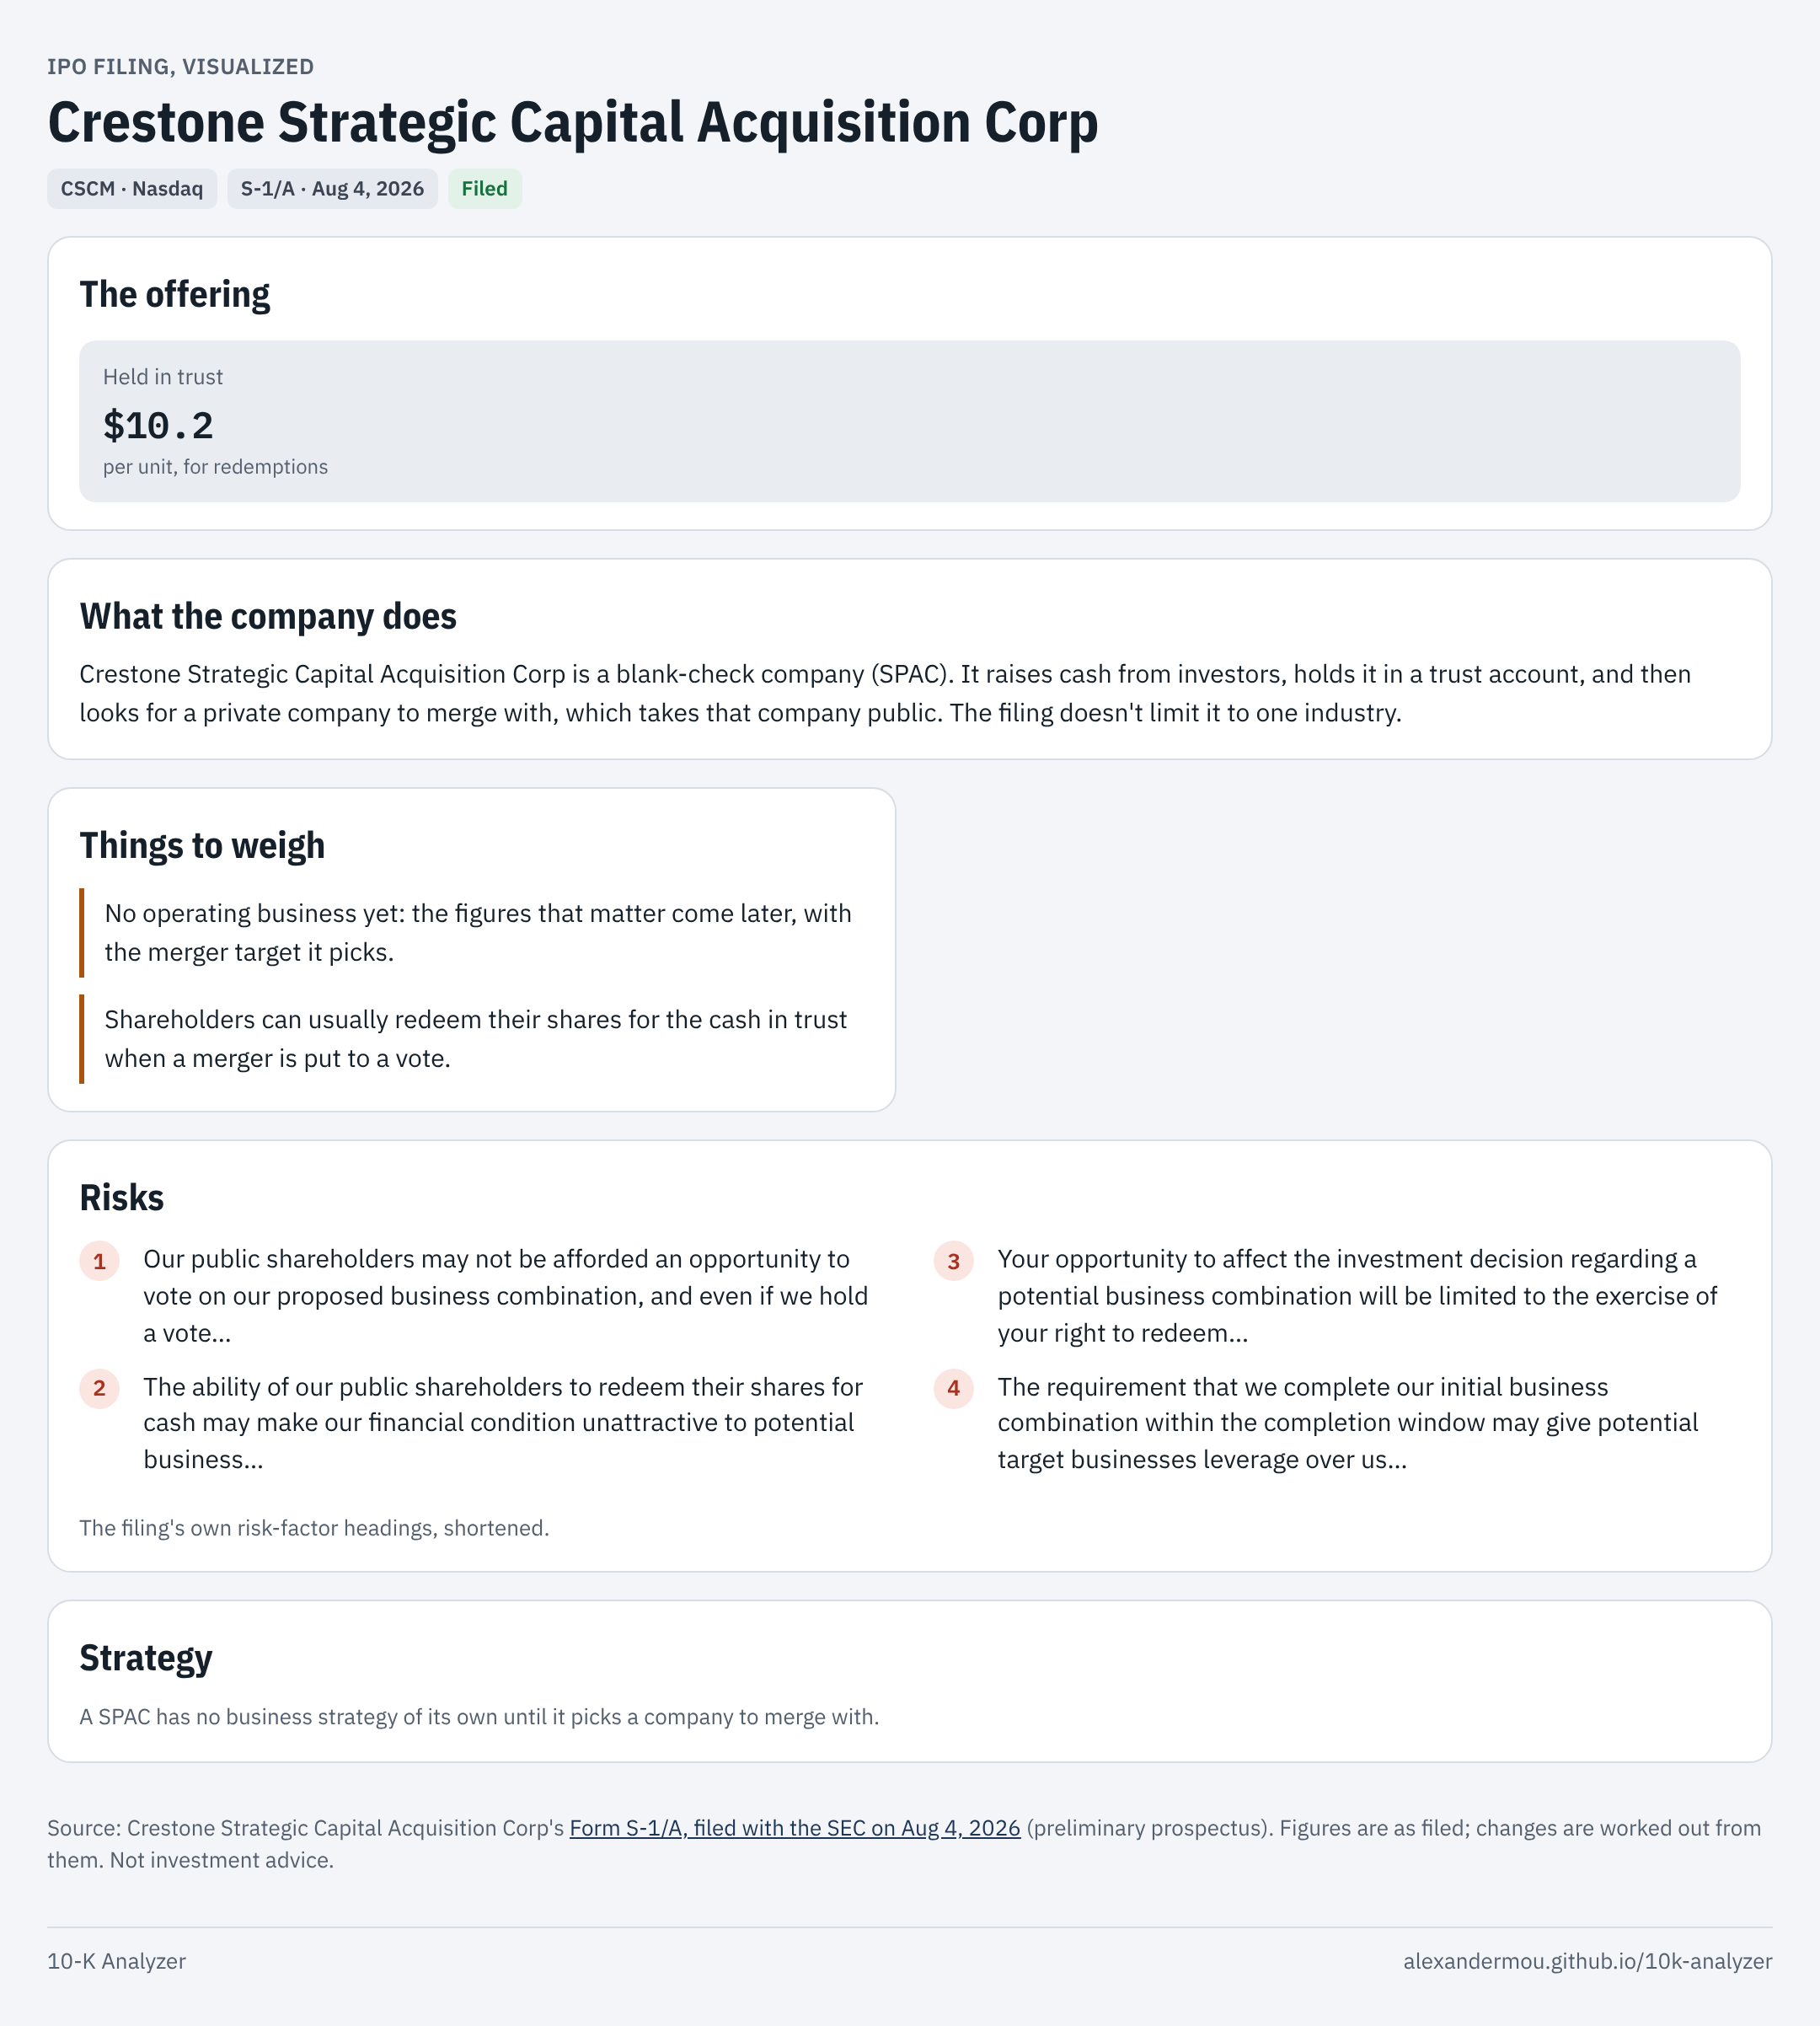 IPO FILING, VISUALIZED
Crestone Strategic Capital Acquisition Corp
CSCM · Nasdaq
S-1/A · Aug 4, 2026
Filed
The offering
Held in trust
$10.2
per unit, for redemptions
What the company does
Crestone Strategic Capital Acquisition Corp is a blank-check company (SPAC). It raises cash from investors, holds it in a trust account, and then
looks for a private company to merge with, which takes that company public. The filing doesn't limit it to one industry.
Things to weigh
No operating business yet: the figures that matter come later, with
the merger target it picks.
Shareholders can usually redeem their shares for the cash in trust
when a merger is put to a vote.
Risks
1
Our public shareholders may not be afforded an opportunity to
vote on our proposed business combination, and even if we hold
a vote...
2
The ability of our public shareholders to redeem their shares for
cash may make our financial condition unattractive to potential
business...
3
Your opportunity to affect the investment decision regarding a
potential business combination will be limited to the exercise of
your right to redeem...
4
The requirement that we complete our initial business
combination within the completion window may give potential
target businesses leverage over us...
The filing's own risk-factor headings, shortened.
Strategy
A SPAC has no business strategy of its own until it picks a company to merge with.
Source: Crestone Strategic Capital Acquisition Corp's Form S-1/A, filed with the SEC on Aug 4, 2026 (preliminary prospectus). Figures are as filed; changes are worked out from
them. Not investment advice.
10-K Analyzer
alexandermou.github.io/10k-analyzer